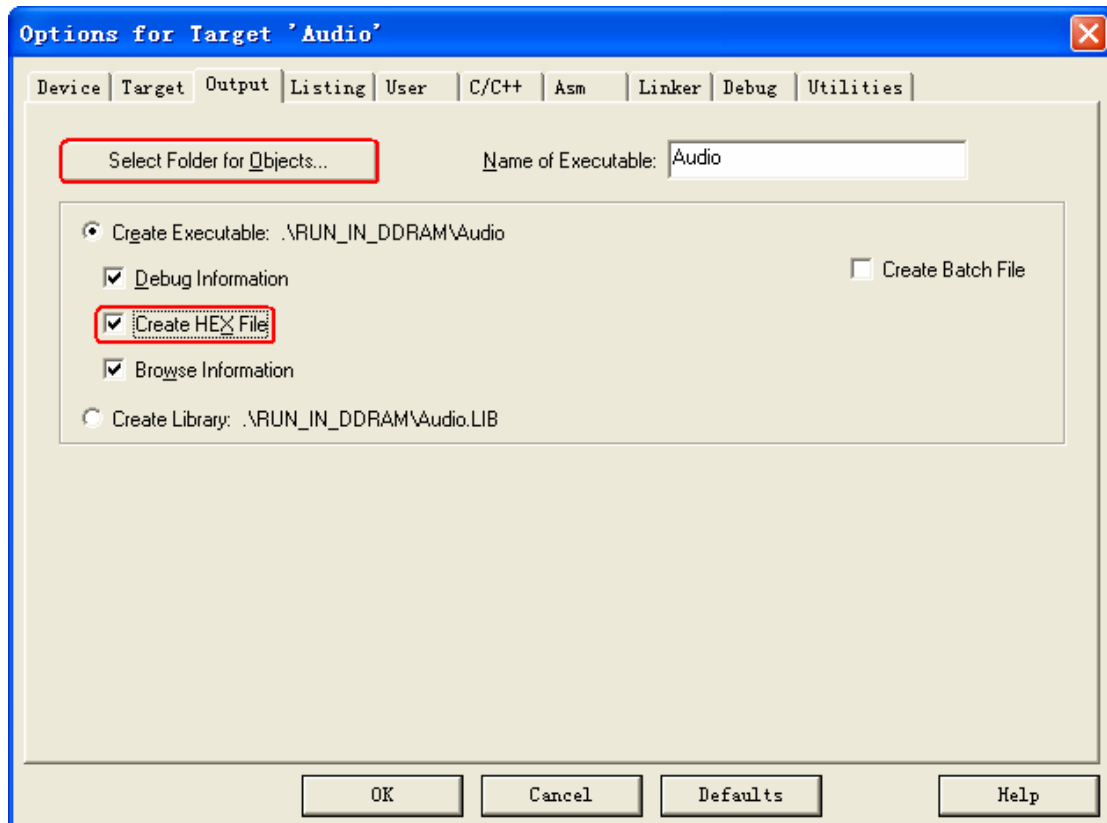 Options for Target 'Audio'
Device Target Output Listing User C/C++ Asm Linker Debug Utilities
Select Folder for Objects... Name of Executable: Audio
Create Executable: .\RUN_IN_DDRAM\Audio
Create Batch File
Debug Information
Create HEX File
Browse Information
Create Library: .\RUN_IN_DDRAM\Audio.LIB
OK Cancel Defaults Help